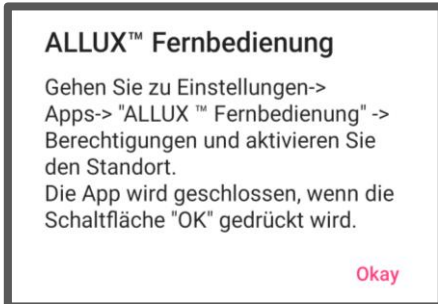 ALLUX™ Fernbedienung
Gehen Sie zu Einstellungen->
Apps-> "ALLUX ™ Fernbedienung" ->
Berechtigungen und aktivieren Sie
den Standort.
Die App wird geschlossen, wenn die
Schaltfläche "OK" gedrückt wird.
Okay